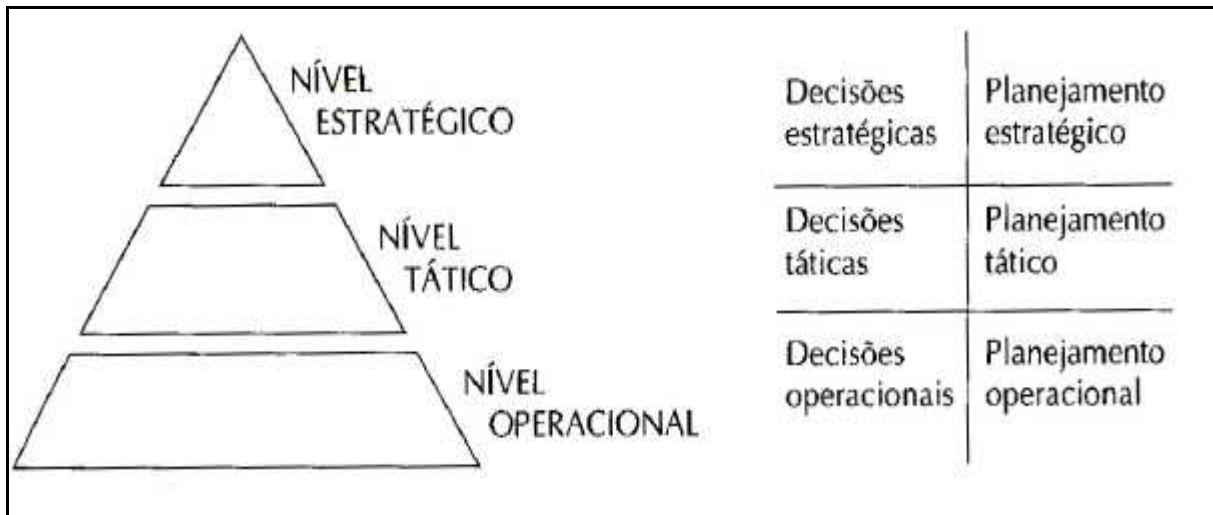 NÍVEL
ESTRATÉGICO
NÍVEL
TÁTICO
NÍVEL
OPERACIONAL
Decisões
estratégicas
Planejamento
estratégico
Decisões
táticas
Planejamento
tático
Decisões
operacionais
Planejamento
operacional